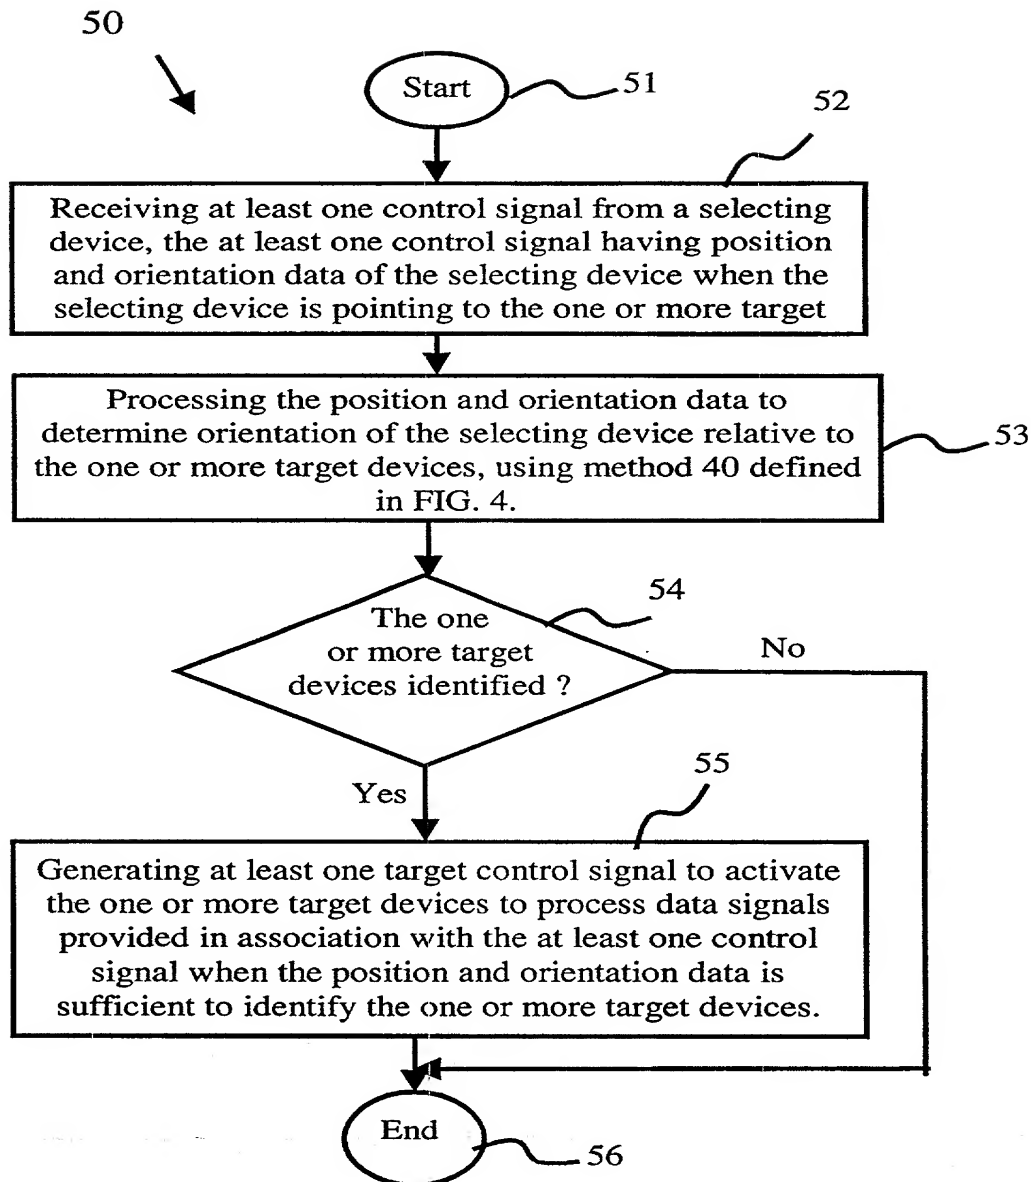 50
Start
51
52
Receiving at least one control signal from a selecting
device, the at least one control signal having position
and orientation data of the selecting device when the
selecting device is pointing to the one or more target
Processing the position and orientation data to
determine orientation of the selecting device relative to
the one or more target devices, using method 40 defined
in FIG. 4.
53
54
The one
or more target
devices identified ?
No
Yes
55
Generating at least one target control signal to activate
the one or more target devices to process data signals
provided in association with the at least one control
signal when the position and orientation data is
sufficient to identify the one or more target devices.
End
56